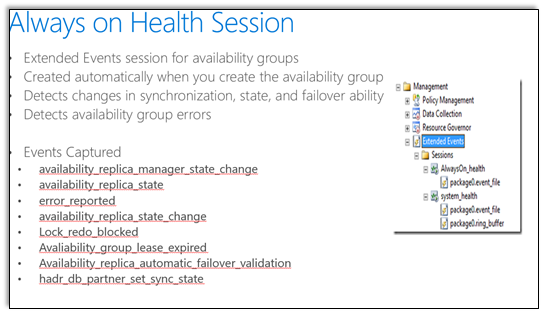 Always on Health Session
Extended Events session for availability groups
Created automatically when you create the availability group
Detects changes in synchronization, state, and failover ability
Detects availability group errors
Events Captured
availability_replica_manager_state_change
availability_replica_state
error_reported
availability_replica_state_change
Lock_redo_blocked
Avaliability_group_lease_expired
Availability_replica_automatic_failover_validation
hadr_db_partner_set_sync_state
Management
Policy Management
Data Collection
Resource Governor
Extended Events
Sessions
AlwaysOn_health
package0.event_file
system_health
package0.event_file
package0.ring_buffer